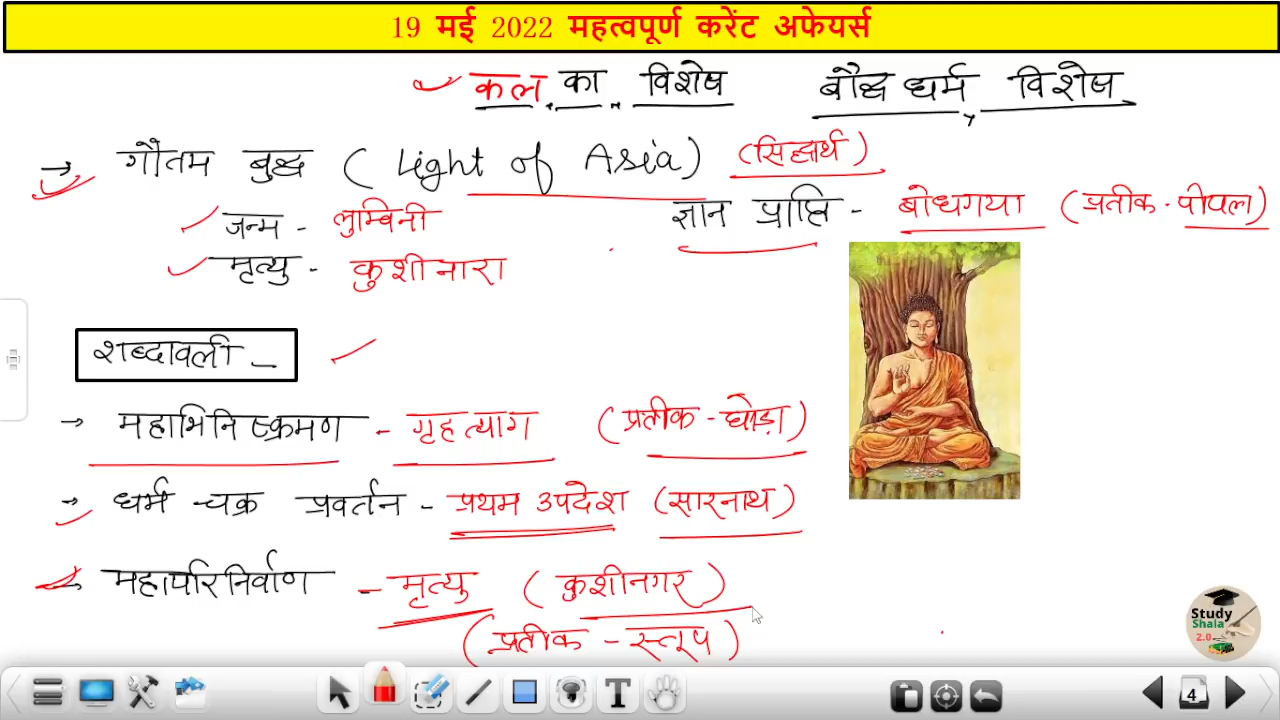 19 मई 2022 महत्वपूर्ण करेंट अफेयर्स
कल का विशेष बौद्ध धर्म विशेष
→ गौतम बुद्ध (Light of Asia) (सिद्धार्थ)
जन्म - लुम्बिनी ज्ञान प्राप्ति - बोधगया (प्रतीक - पीपल)
मृत्यु - कुशीनारा
शब्दावली -
→ महाभिनिष्क्रमण - गृहत्याग (प्रतीक - घोड़ा)
→ धर्म चक्र प्रवर्तन - प्रथम उपदेश (सारनाथ)
→ महापरिनिर्वाण - मृत्यु (कुशीनगर)
(प्रतीक - स्तूप)
Study
Shala
2.0
T
4